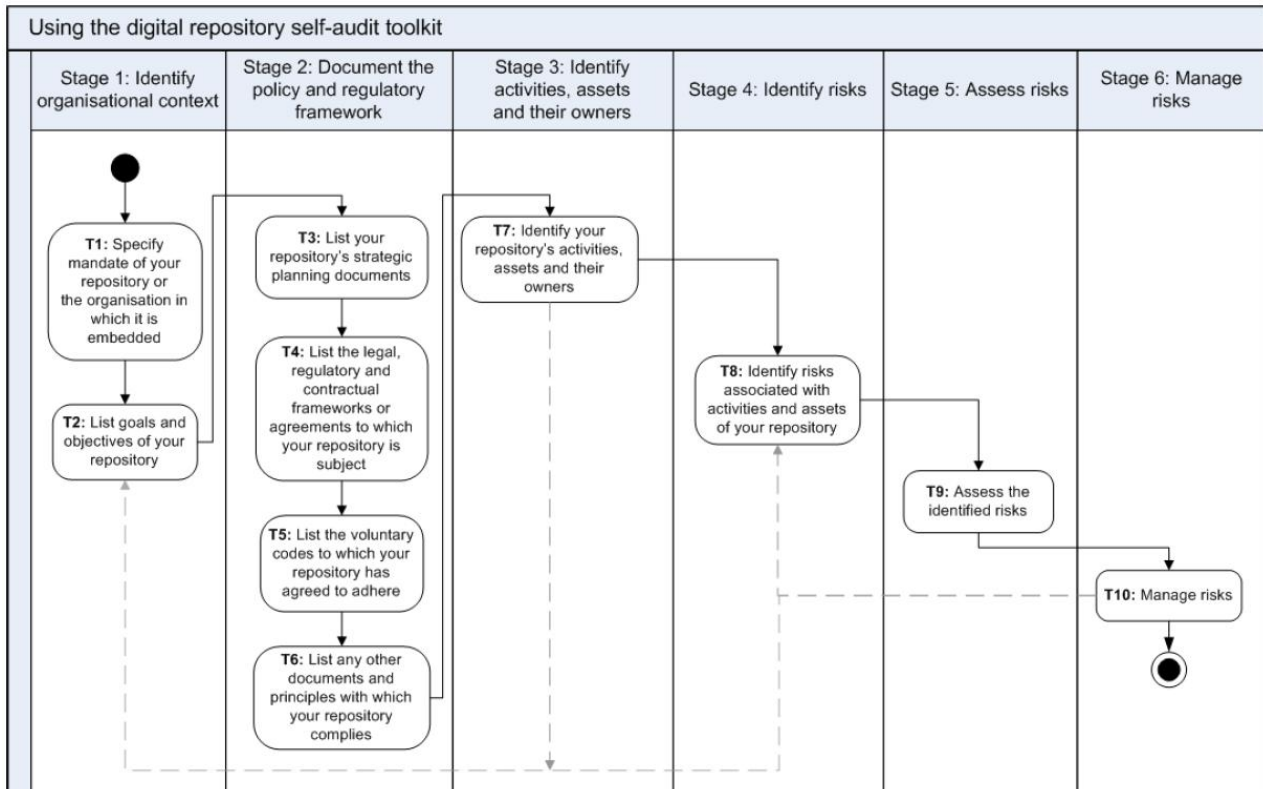 Using the digital repository self-audit toolkit
Stage 1: Identify
organisational context
Stage 2: Document the
policy and regulatory
framework
Stage 3: Identify
activities, assets
and their owners
Stage 4: Identify risks
Stage 5: Assess risks
Stage 6: Manage
risks
T1: Specify
mandate of your
repository or
the organisation in
which it is
embedded
T2: List goals and
objectives of your
repository
T3: List your
repository's strategic
planning documents
T4: List the legal,
regulatory and
contractual
frameworks or
agreements to which
your repository is
subject
T5: List the voluntary
codes to which your
repository has
agreed to adhere
T6: List any other
documents and
principles with which
your repository
complies
T7: Identify your
repository's activities,
assets and their
owners
T8: Identify risks
associated with
activities and assets
of your repository
T9: Assess the
identified risks
T10: Manage risks